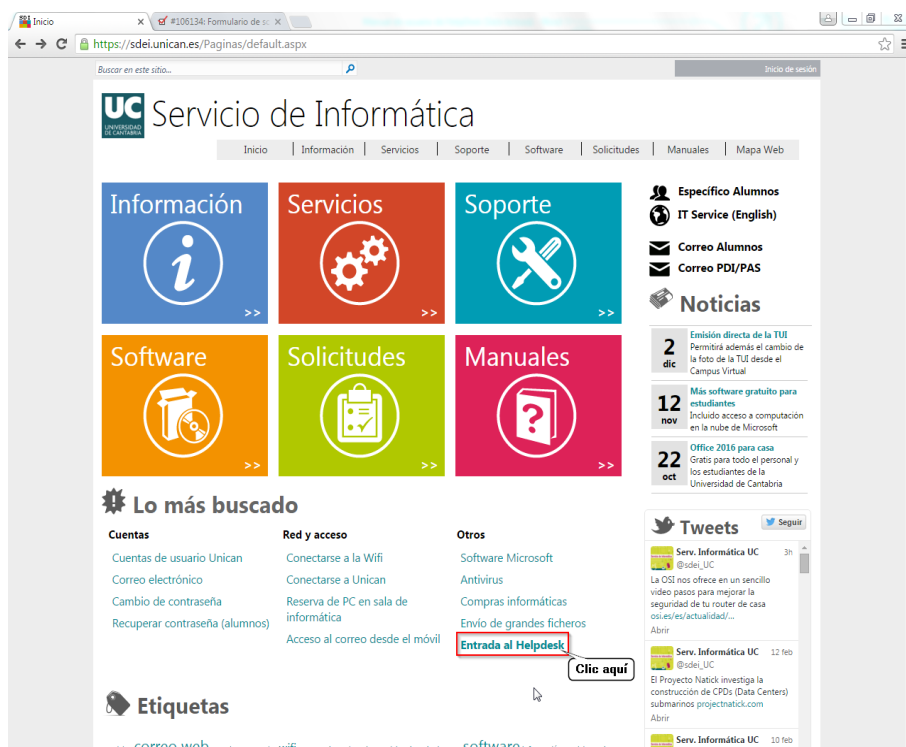 Inicio
#106134: Formulario de so
https://sdei.unican.es/Paginas/default.aspx
Buscar en este sitio...
Inicio de sesión
UC
UNIVERSIDAD
DE CANTABRIA
Servicio de Informática
Inicio | Información | Servicios | Soporte | Software | Solicitudes | Manuales | Mapa Web
Información
>>
Servicios
>>
Soporte
>>
Software
>>
Solicitudes
>>
Manuales
>>
Específico Alumnos
IT Service (English)
Correo Alumnos
Correo PDI/PAS
Noticias
2
dic
Emisión directa de la TUI
Permitirá además el cambio de
la foto de la TUI desde el
Campus Virtual
12
nov
Más software gratuito para
estudiantes
Incluido acceso a computación
en la nube de Microsoft
22
oct
Office 2016 para casa
Gratis para todo el personal y
los estudiantes de la
Universidad de Cantabria
Lo más buscado
Cuentas
Cuentas de usuario Unican
Correo electrónico
Cambio de contraseña
Recuperar contraseña (alumnos)
Red y acceso
Conectarse a la Wifi
Conectarse a Unican
Reserva de PC en sala de
informática
Acceso al correo desde el móvil
Otros
Software Microsoft
Antivirus
Compras informáticas
Envío de grandes ficheros
Entrada al Helpdesk
Clic aquí
Tweets
Seguir
Serv. Informática UC 3h
@sdei_UC
La OSI nos ofrece en un sencillo
video pasos para mejorar la
seguridad de tu router de casa
osi.es/es/actualidad/...
Abrir
Serv. Informática UC 12 feb
@sdei_UC
El Proyecto Natick investiga la
construcción de CPDs (Data Centers)
submarinos projectnatick.com
Abrir
Serv. Informática UC 10 feb
Etiquetas
correo web
wifi
software